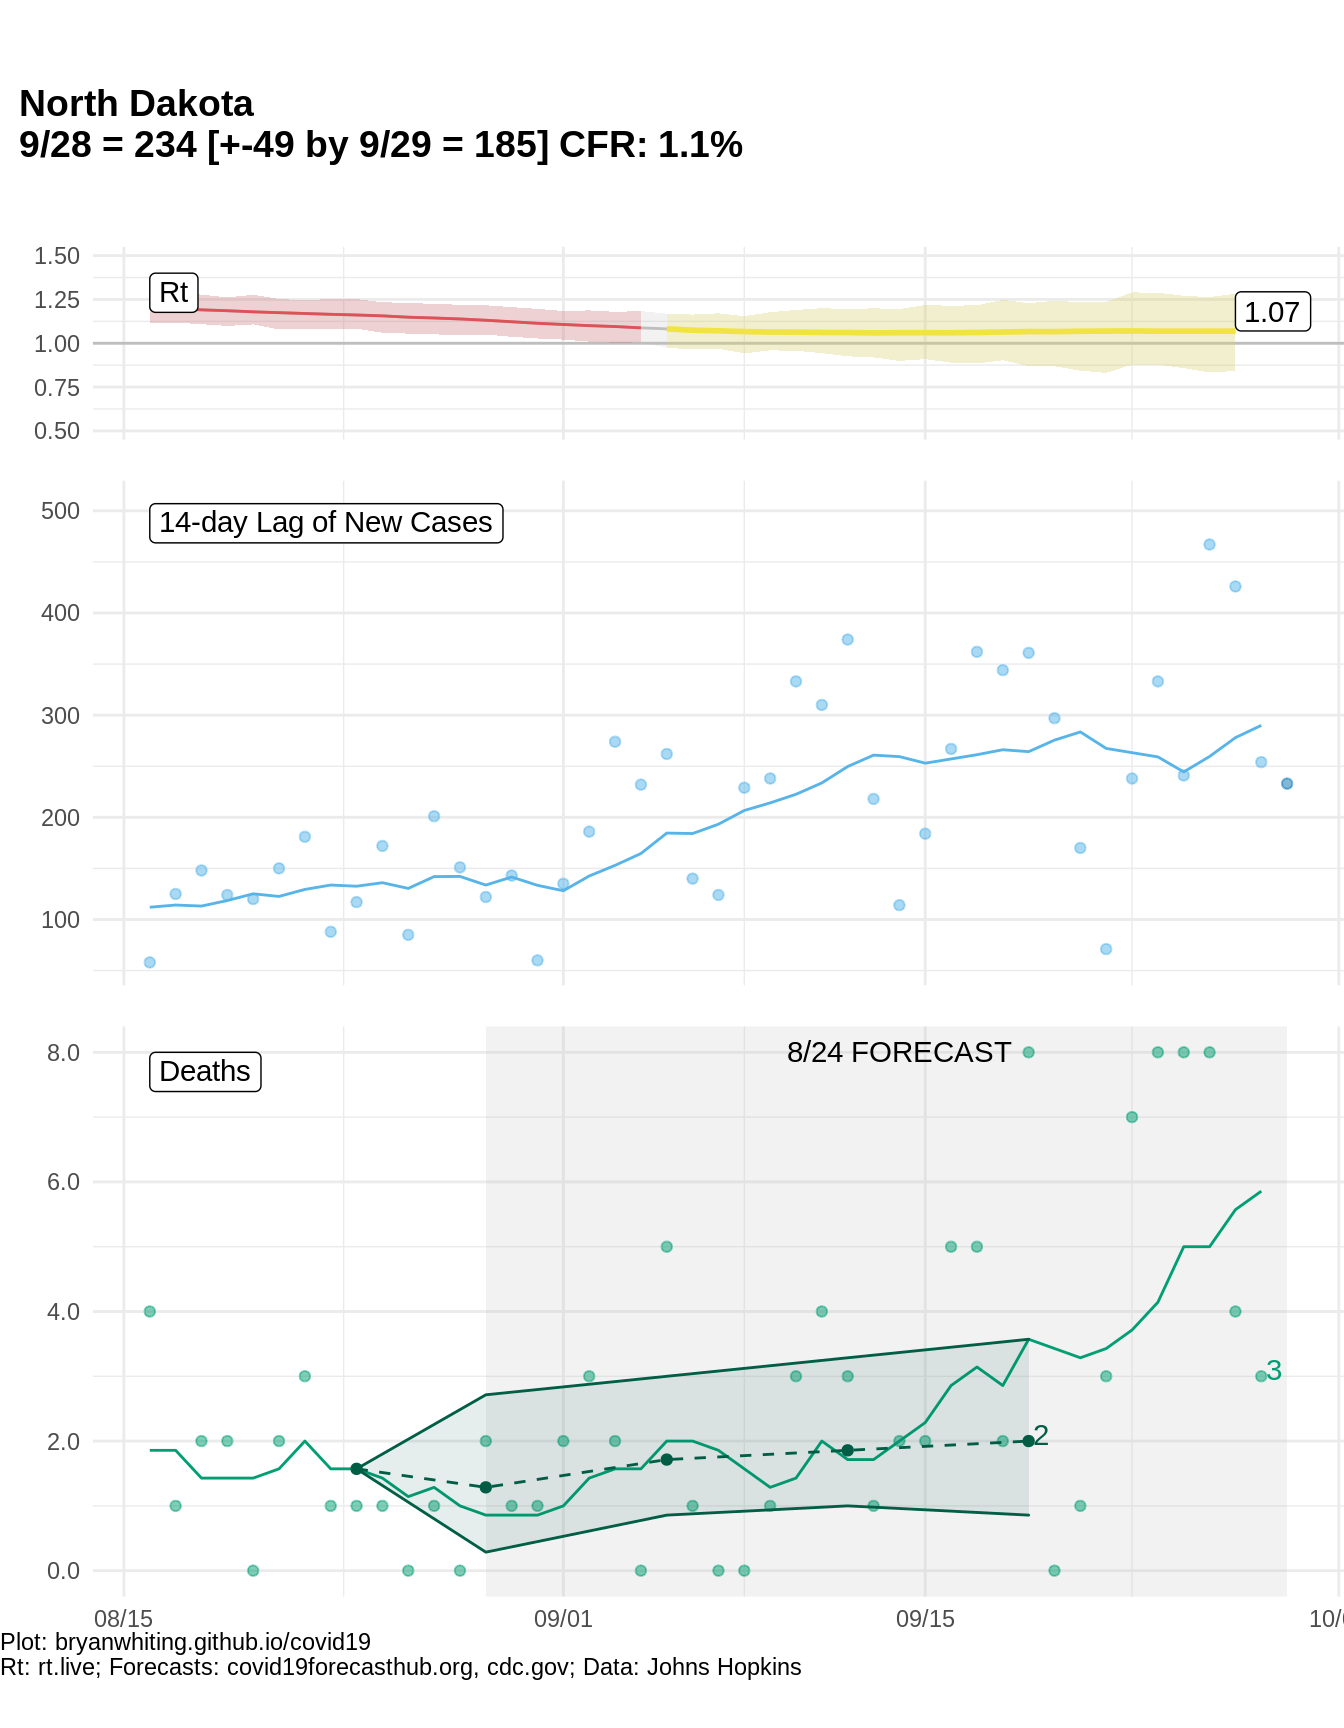 North Dakota
9/28 = 234 [+-49 by 9/29 = 185] CFR: 1.1%
1.50
1.25
1.00
0.75
0.50
Rt
1.07
500
400
300
200
100
14-day Lag of New Cases
8.0
6.0
4.0
2.0
0.0
Deaths
8/24 FORECAST
3
2
08/15
09/01
09/15
10/
Plot: bryanwhiting.github.io/covid19
Rt: rt.live; Forecasts: covid19forecasthub.org, cdc.gov; Data: Johns Hopkins